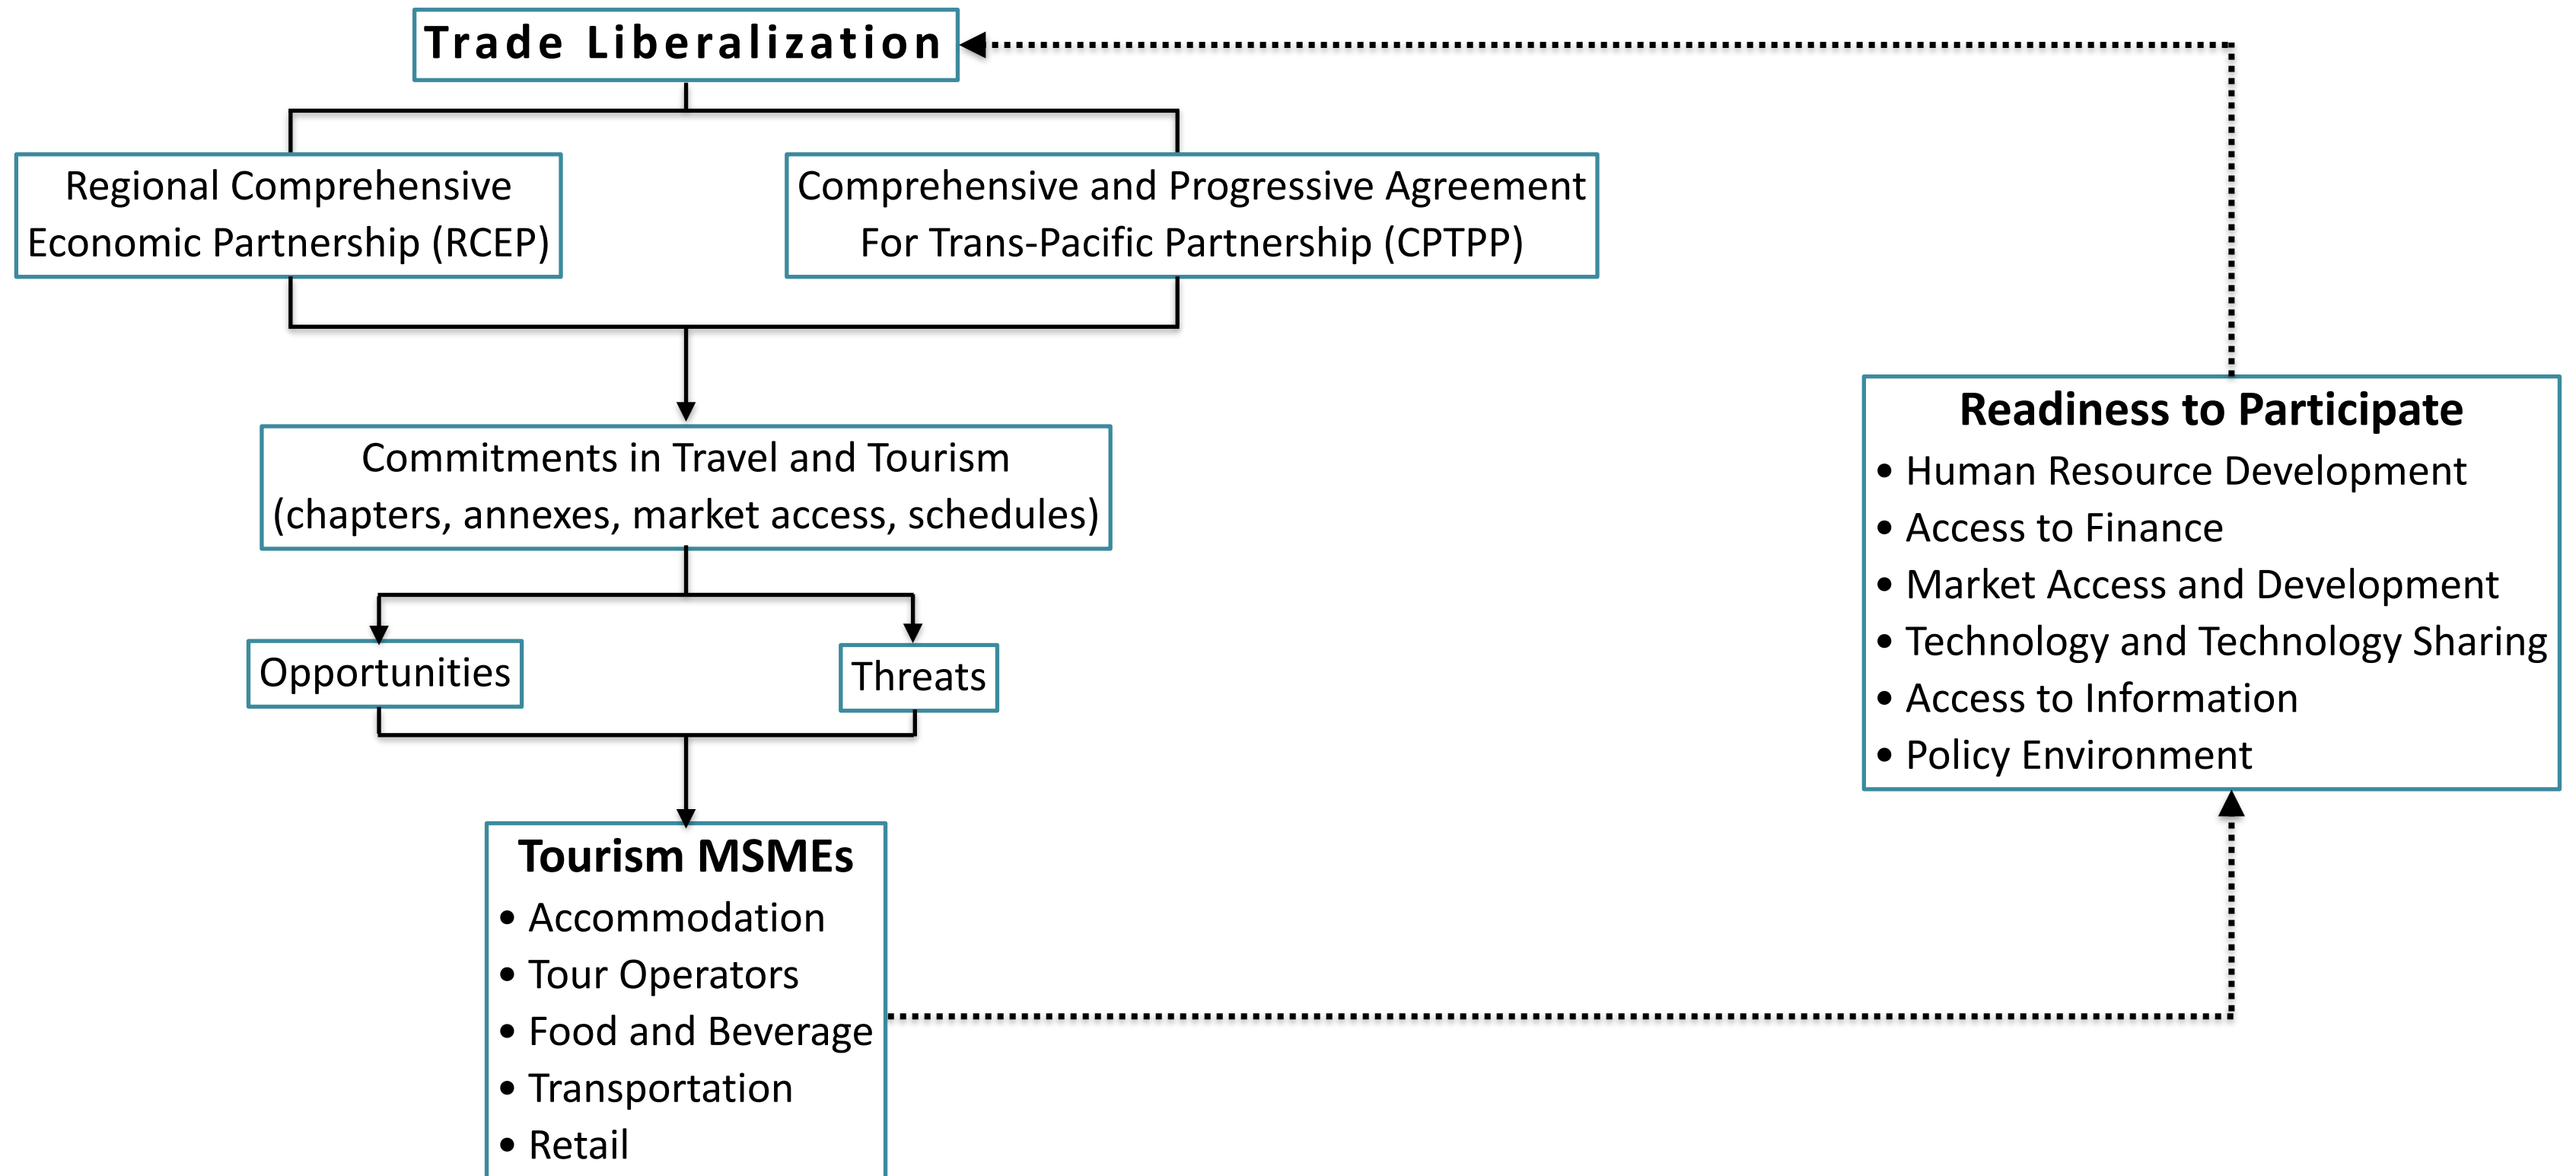 Trade Liberalization
Regional Comprehensive
Economic Partnership (RCEP)
Comprehensive and Progressive Agreement
For Trans-Pacific Partnership (CPTPP)
Commitments in Travel and Tourism
(chapters, annexes, market access, schedules)
Opportunities
Threats
Tourism MSMEs
• Accommodation
• Tour Operators
• Food and Beverage
• Transportation
• Retail
Readiness to Participate
• Human Resource Development
• Access to Finance
• Market Access and Development
• Technology and Technology Sharing
• Access to Information
• Policy Environment